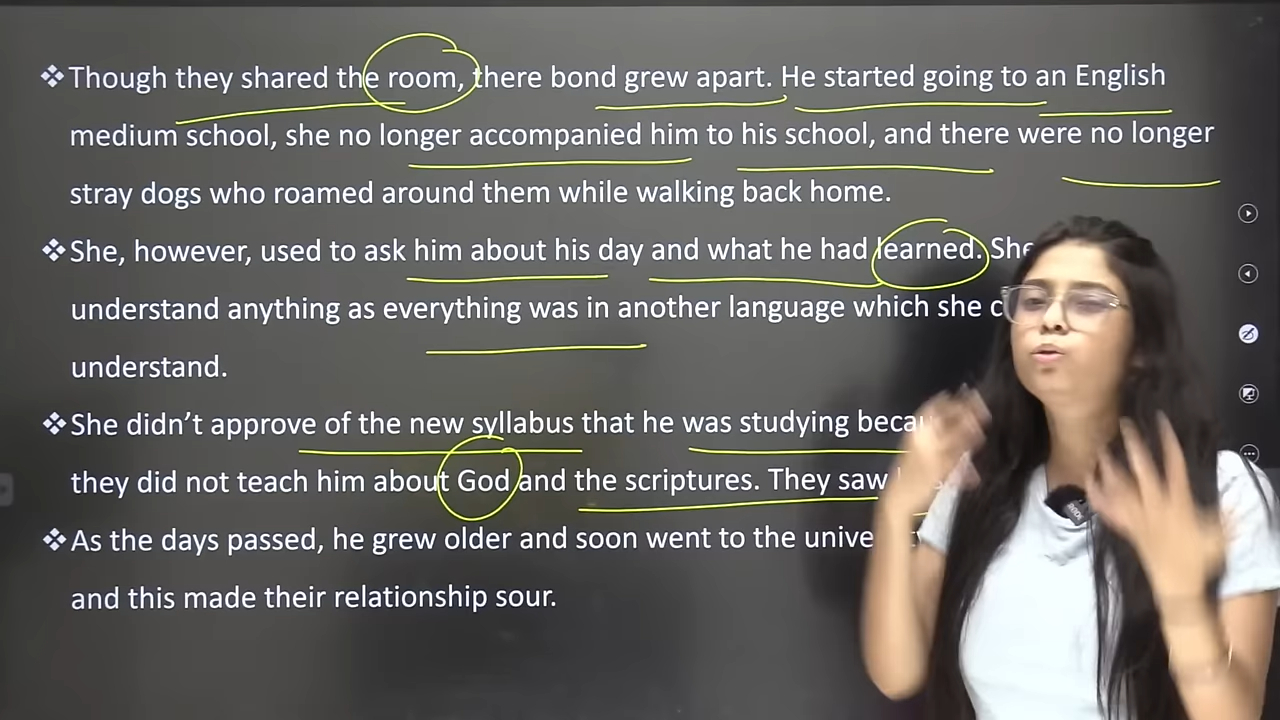 ❖Though they shared the room, there bond grew apart. He started going to an English
medium school, she no longer accompanied him to his school, and there were no longer
stray dogs who roamed around them while walking back home.
❖She, however, used to ask him about his day and what he had learned. She
understand anything as everything was in another language which she
understand.
❖She didn't approve of the new syllabus that he was studying
they did not teach him about God and the scriptures. They saw
❖As the days passed, he grew older and soon went to the
and this made their relationship sour.